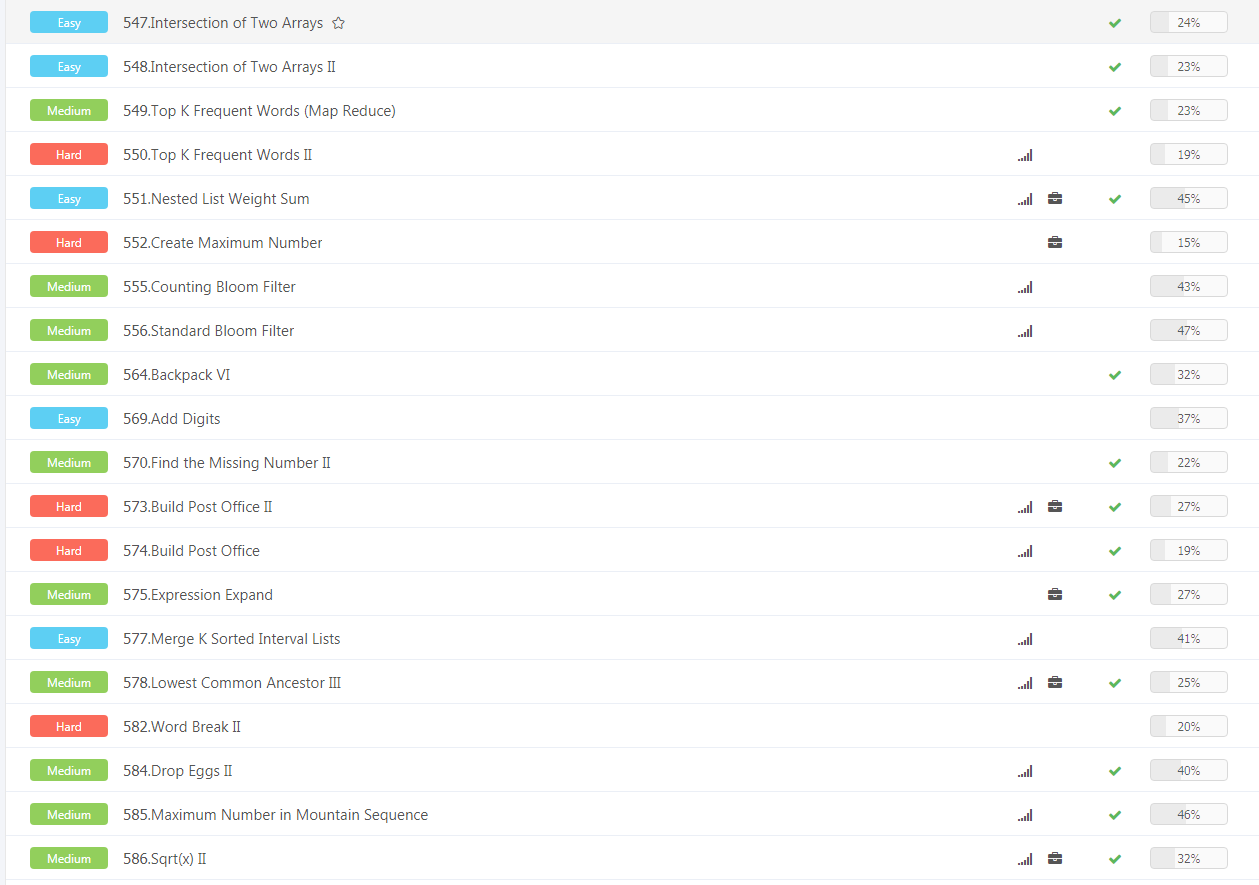 Easy 547.Intersection of Two Arrays 24%
Easy 548.Intersection of Two Arrays II 23%
Medium 549.Top K Frequent Words (Map Reduce) 23%
Hard 550.Top K Frequent Words II 19%
Easy 551.Nested List Weight Sum 45%
Hard 552.Create Maximum Number 15%
Medium 555.Counting Bloom Filter 43%
Medium 556.Standard Bloom Filter 47%
Medium 564.Backpack VI 32%
Easy 569.Add Digits 37%
Medium 570.Find the Missing Number II 22%
Hard 573.Build Post Office II 27%
Hard 574.Build Post Office 19%
Medium 575.Expression Expand 27%
Easy 577.Merge K Sorted Interval Lists 41%
Medium 578.Lowest Common Ancestor III 25%
Hard 582.Word Break II 20%
Medium 584.Drop Eggs II 40%
Medium 585.Maximum Number in Mountain Sequence 46%
Medium 586.Sqrt(x) II 32%